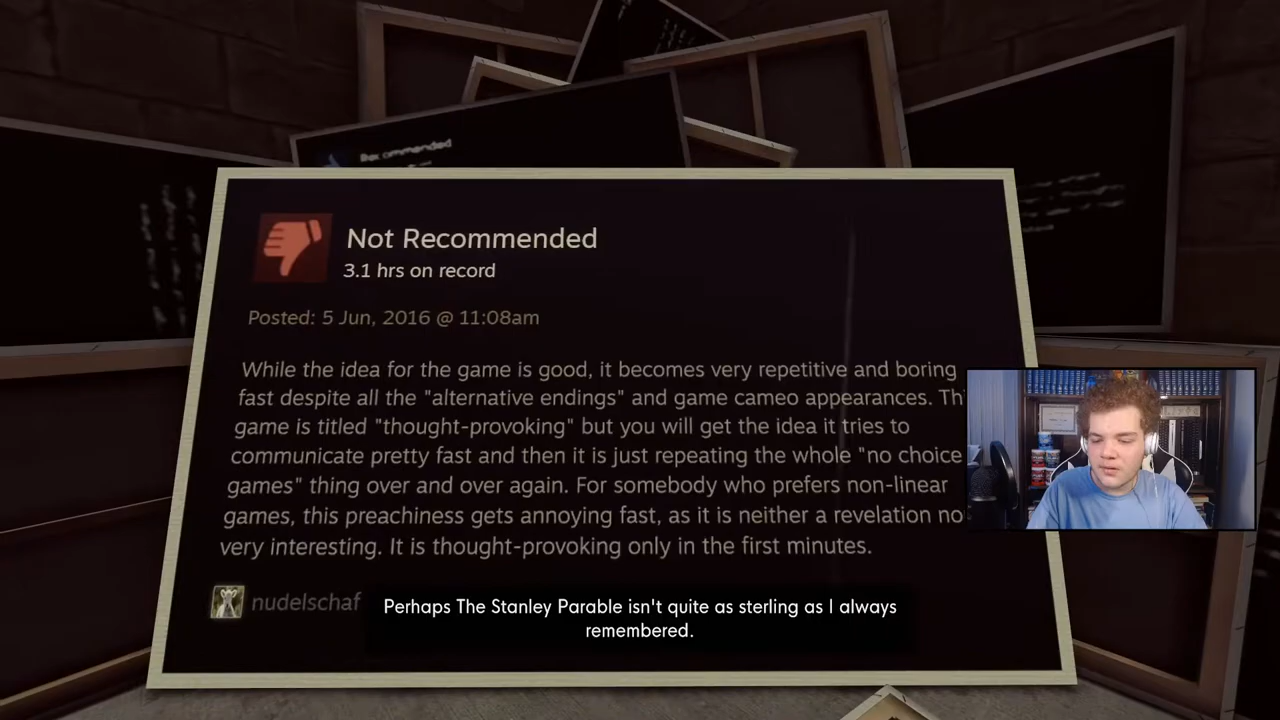 Recommended
Not Recommended
3.1 hrs on record
Posted: 5 Jun, 2016 @ 11:08am
While the idea for the game is good, it becomes very repetitive and boring
fast despite all the "alternative endings" and game cameo appearances.
game is titled "thought-provoking" but you will get the idea it tries to
communicate pretty fast and then it is just repeating the whole "no choice
games" thing over and over again. For somebody who prefers non-linear
games, this preachiness gets annoying fast, as it is neither a revelation
very interesting. It is thought-provoking only in the first minutes.
nudelschaf
Perhaps The Stanley Parable isn't quite as sterling as I always
remembered.